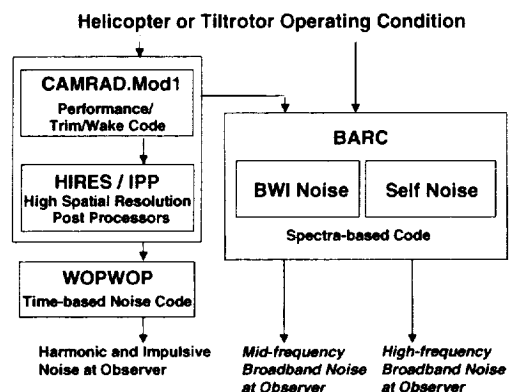 Helicopter or Tiltrotor Operating Condition
CAMRAD.Mod1
Performance/
Trim/Wake Code
HIRES / IPP
High Spatial Resolution
Post Processors
WOPWOP
Time-based Noise Code
Harmonic and Impulsive
Noise at Observer
BARC
BWI Noise
Self Noise
Spectra-based Code
Mid-frequency
Broadband Noise
at Observer
High-frequency
Broadband Noise
at Observer